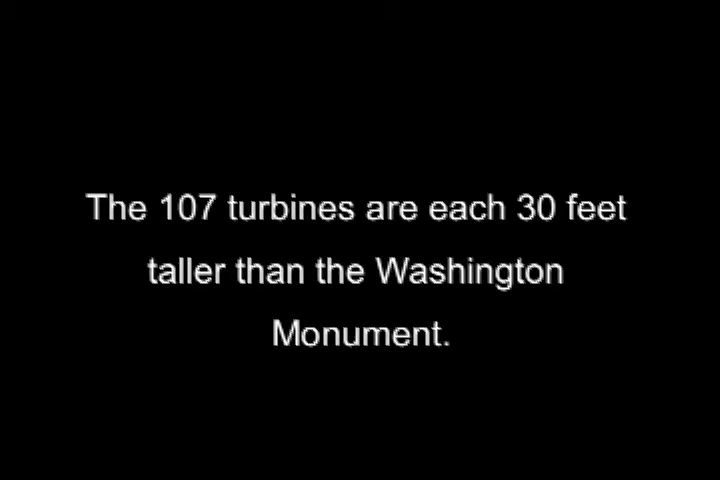 The 107 turbines are each 30 feet
taller than the Washington
Monument.